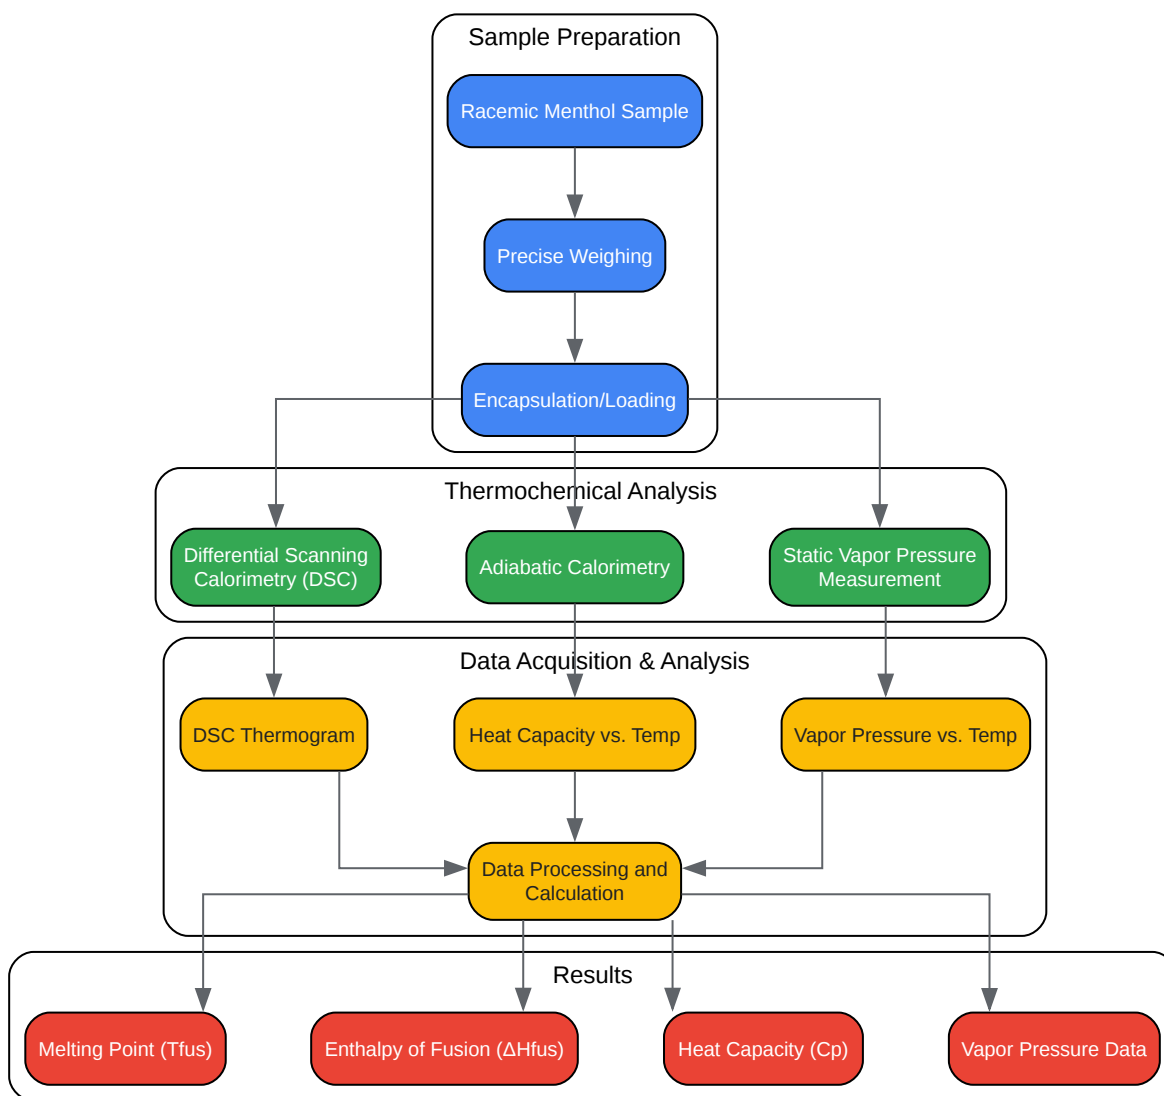 Sample Preparation
Racemic Menthol Sample
Precise Weighing
Encapsulation/Loading
Thermochemical Analysis
Differential Scanning
Calorimetry (DSC)
Adiabatic Calorimetry
Static Vapor Pressure
Measurement
Data Acquisition & Analysis
DSC Thermogram
Heat Capacity vs. Temp
Vapor Pressure vs. Temp
Data Processing and
Calculation
Results
Melting Point (Tfus)
Enthalpy of Fusion (ΔHfus)
Heat Capacity (Cp)
Vapor Pressure Data